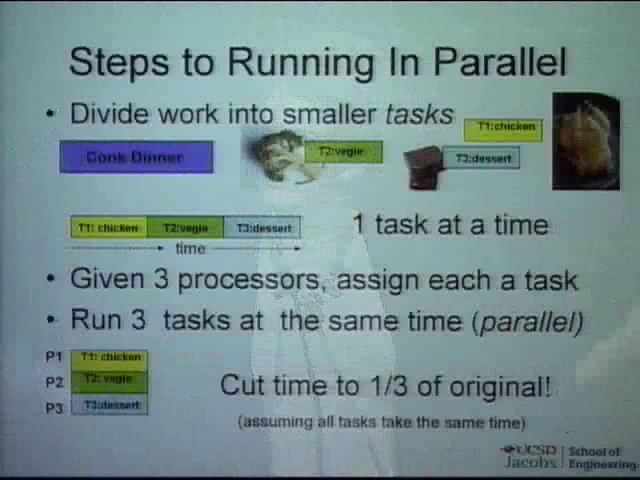 Steps to Running In Parallel
• Divide work into smaller tasks
T1:chicken
Cook Dinner
T2:vegie
T3:dessert
T1: chicken T2:vegie T3:dessert
1 task at a time
time
• Given 3 processors, assign each a task
• Run 3 tasks at the same time (parallel)
P1 T1: chicken
P2 T2: vegie
P3 T3:dessert
Cut time to 1/3 of original!
(assuming all tasks take the same time)
UCSD School of
Jacobs Engineering.